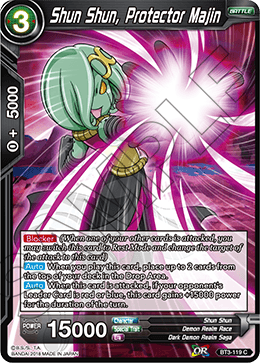 3
Shun Shun, Protector Majin
BATTLE
+ 5000
Blocker (When one of your other cards is attacked, you
may switch this card to Rest Mode and change the target of
the attack to this card)
Auto When you play this card, place up to 2 cards from
the top of your deck in the Drop Area.
Auto When this card is attacked, if your opponent's
Leader Card is red or blue, this card gains +15000 power
for the duration of the turn.
POWER 15000
Character Shun Shun
Special Trait Demon Realm Race
Era Dark Demon Realm Saga
BANDAI 2018 MADE IN JAPAN
BT3-119 C